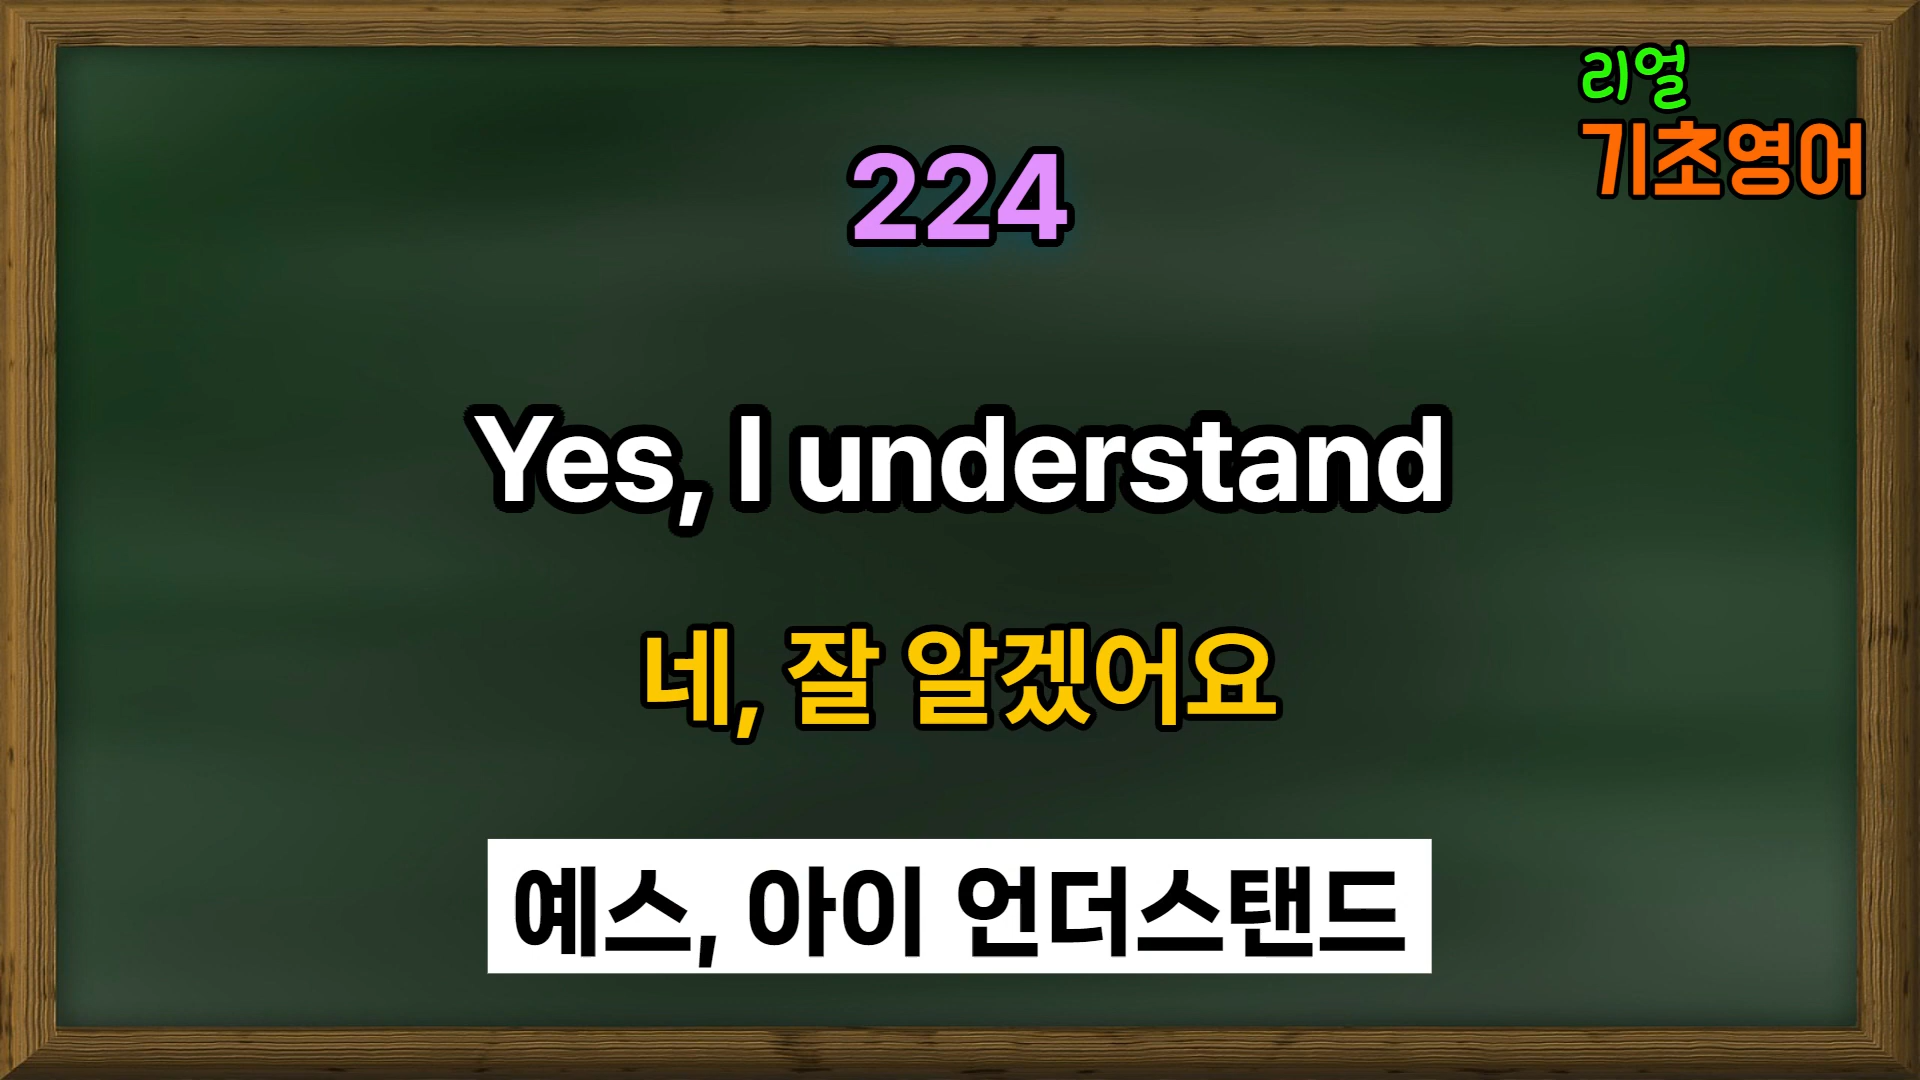 리얼
기초영어
224
Yes, I understand
네, 잘 알겠어요
예스, 아이 언더스탠드